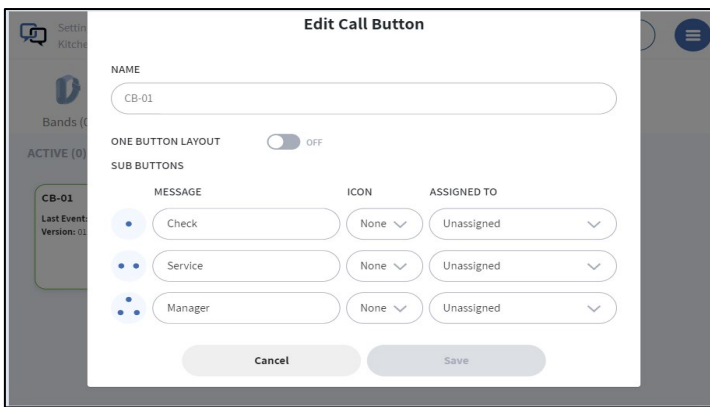 Edit Call Button
Settin
Kitche
NAME
CB-01
Bands (0
ONE BUTTON LAYOUT OFF
ACTIVE (0)
SUB BUTTONS
MESSAGE ICON ASSIGNED TO
CB-01
Last Event:
Version: 01
Check None Unassigned
Service None Unassigned
Manager None Unassigned
Cancel Save